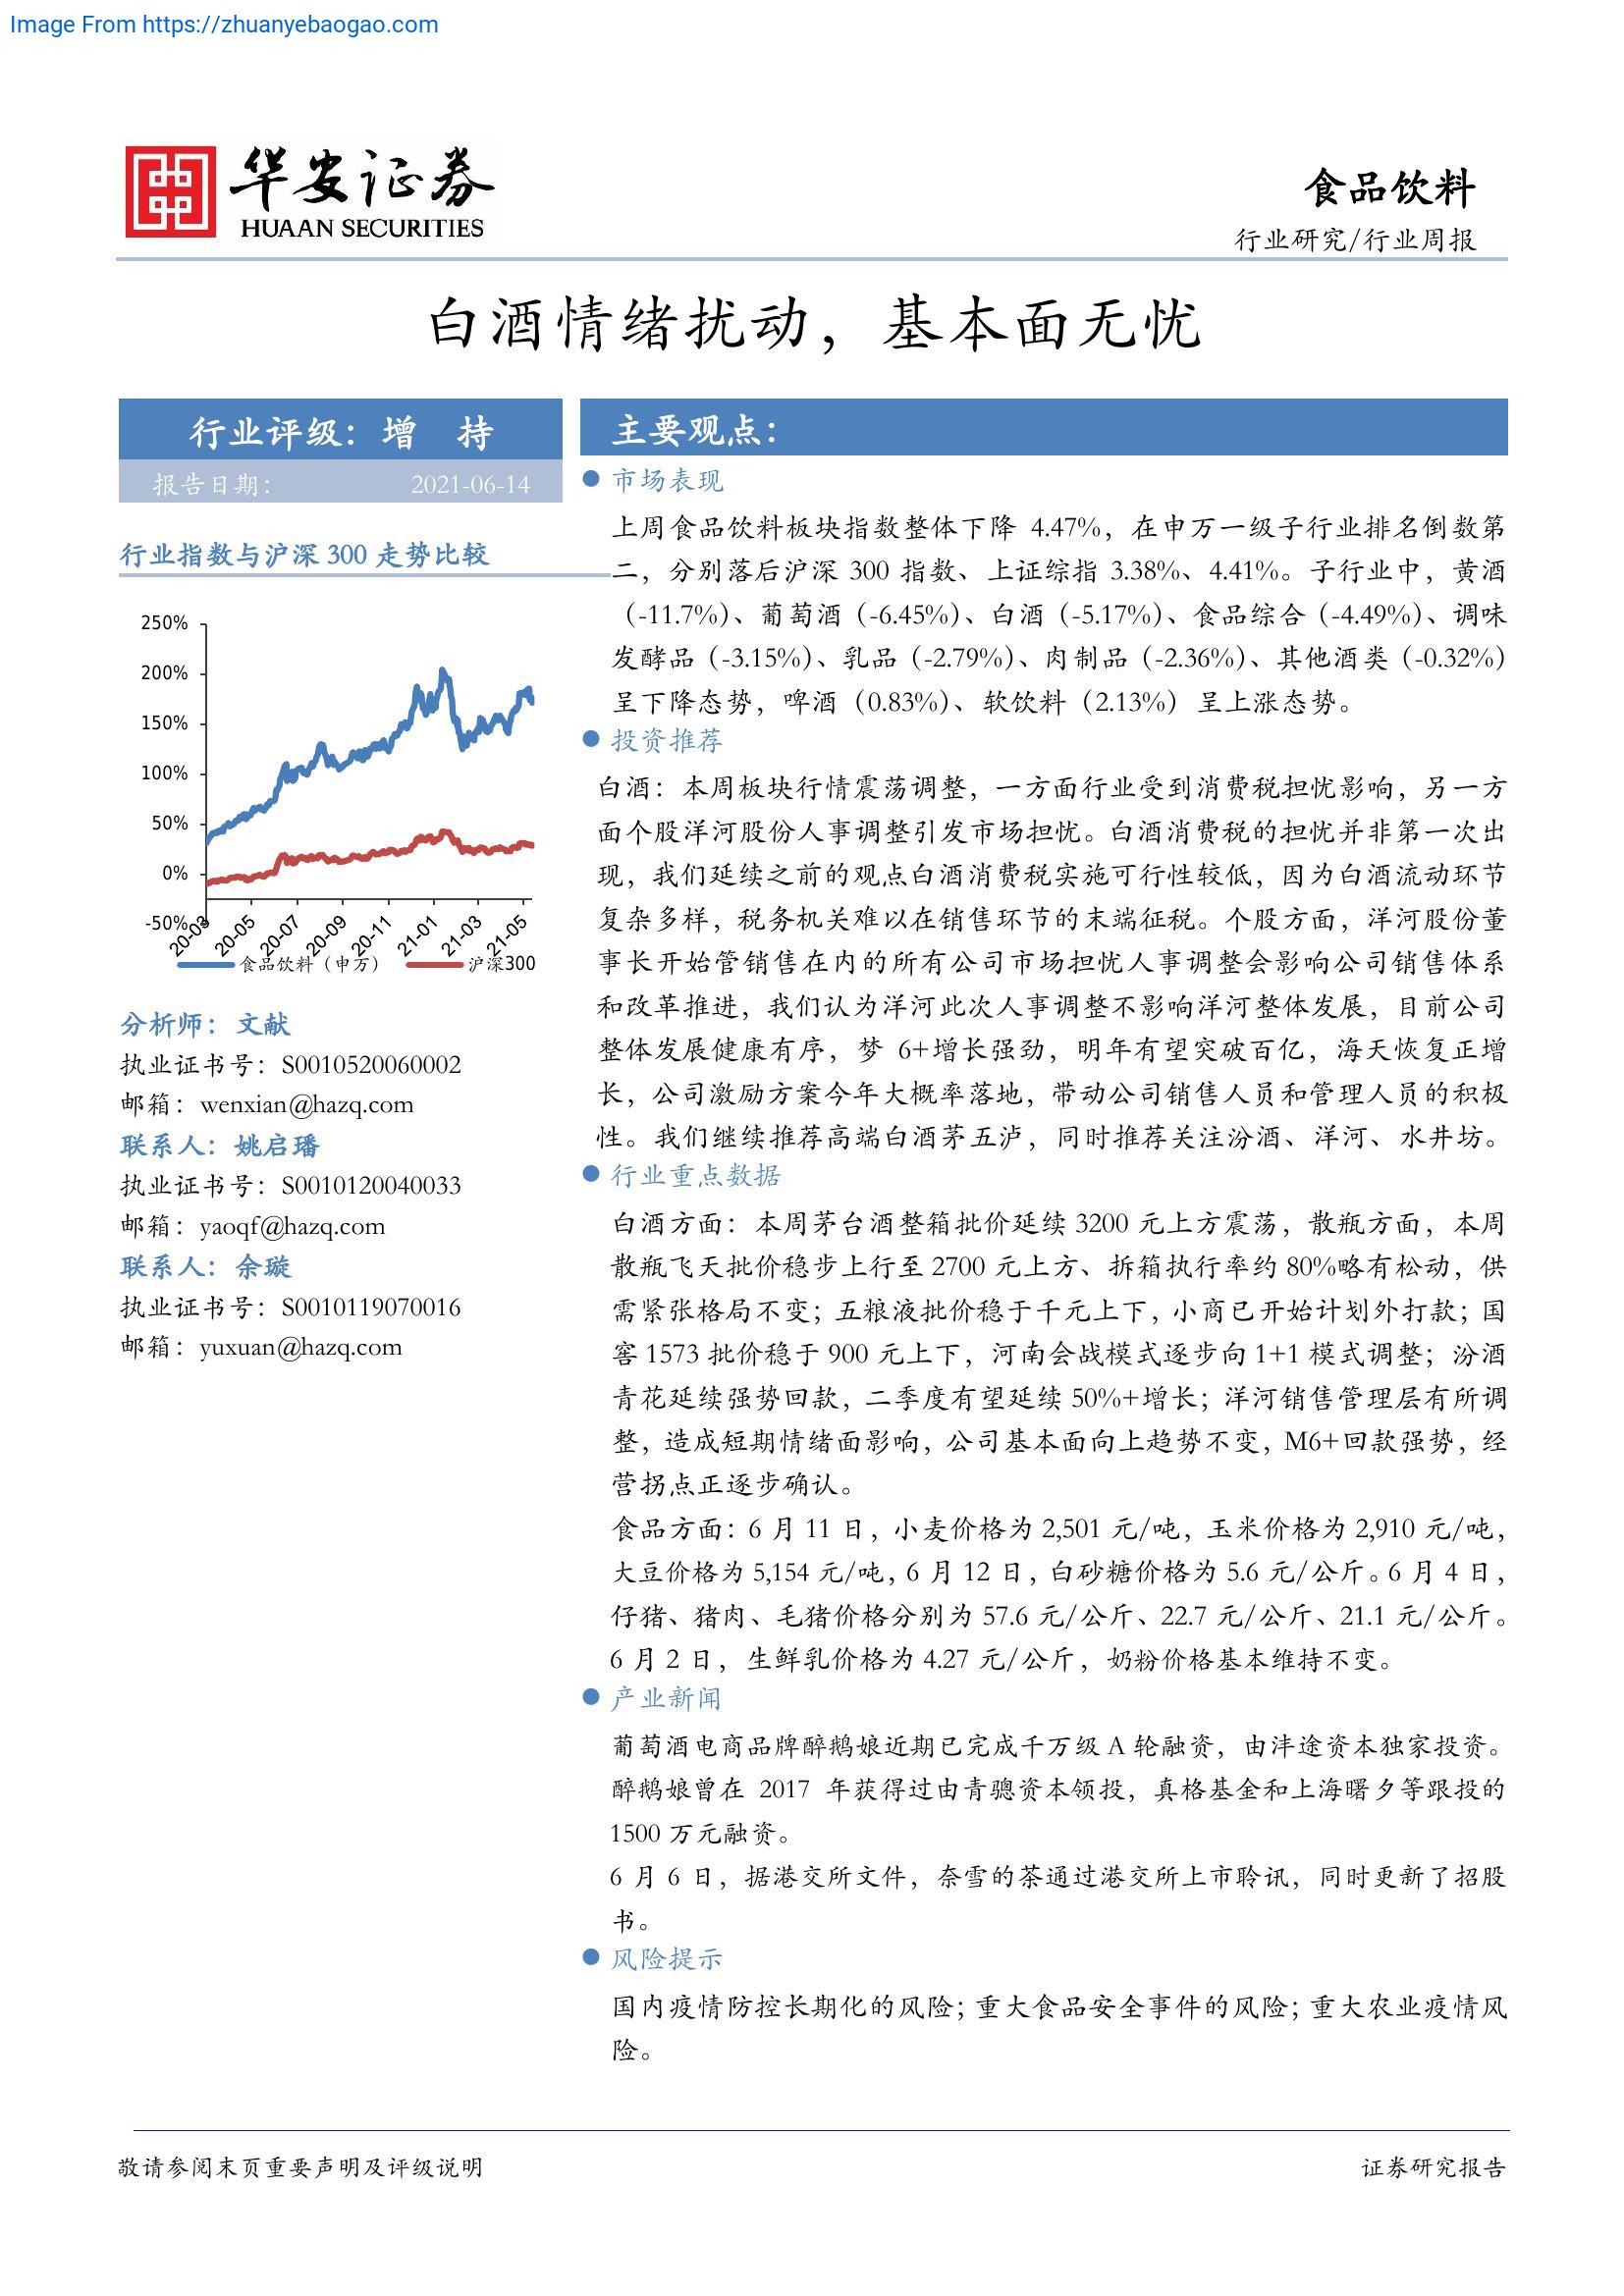 Image From https://zhuanyebaogao.com
华安证券
HUAAN SECURITIES
食品饮料
行业研究/行业周报
白酒情绪扰动，基本面无忧
行业评级：增 持
报告日期： 2021-06-14
行业指数与沪深 300 走势比较
250%
200%
150%
100%
50%
0%
-50%
20-03 20-05 20-07 20-09 20-11 21-01 21-03 21-05
食品饮料（申万） 沪深300
分析师：文献
执业证书号：S0010520060002
邮箱：wenxian@hazq.com
联系人：姚启璠
执业证书号：S0010120040033
邮箱：yaoqf@hazq.com
联系人：余璇
执业证书号：S0010119070016
邮箱：yuxuan@hazq.com
主要观点：
市场表现
上周食品饮料板块指数整体下降 4.47%，在申万一级子行业排名倒数第
二，分别落后沪深 300 指数、上证综指 3.38%、4.41%。子行业中，黄酒
（-11.7%）、葡萄酒（-6.45%）、白酒（-5.17%）、食品综合（-4.49%）、调味
发酵品（-3.15%）、乳品（-2.79%）、肉制品（-2.36%）、其他酒类（-0.32%）
呈下降态势，啤酒（0.83%）、软饮料（2.13%） 呈上涨态势。
投资推荐
白酒：本周板块行情震荡调整，一方面行业受到消费税担忧影响，另一方
面个股洋河股份人事调整引发市场担忧。白酒消费税的担忧并非第一次出
现，我们延续之前的观点白酒消费税实施可行性较低，因为白酒流动环节
复杂多样，税务机关难以在销售环节的末端征税。个股方面，洋河股份董
事长开始管销售在内的所有公司市场担忧人事调整会影响公司销售体系
和改革推进，我们认为洋河此次人事调整不影响洋河整体发展，目前公司
整体发展健康有序，梦 6+增长强劲，明年有望突破百亿，海天恢复正增
长，公司激励方案今年大概率落地，带动公司销售人员和管理人员的积极
性。我们继续推荐高端白酒茅五泸，同时推荐关注汾酒、洋河、水井坊。
行业重点数据
白酒方面：本周茅台酒整箱批价延续 3200 元上方震荡，散瓶方面，本周
散瓶飞天批价稳步上行至 2700 元上方、拆箱执行率约 80%略有松动，供
需紧张格局不变；五粮液批价稳于千元上下，小商已开始计划外打款；国
窖 1573 批价稳于 900 元上下，河南会战模式逐步向 1+1 模式调整；汾酒
青花延续强势回款，二季度有望延续 50%+增长；洋河销售管理层有所调
整，造成短期情绪面影响，公司基本面向上趋势不变，M6+回款强势，经
营拐点正逐步确认。
食品方面：6 月 11 日，小麦价格为 2,501 元/吨，玉米价格为 2,910 元/吨，
大豆价格为 5,154 元/吨，6 月 12 日，白砂糖价格为 5.6 元/公斤。6 月 4 日，
仔猪、猪肉、毛猪价格分别为 57.6 元/公斤、22.7 元/公斤、21.1 元/公斤。
6 月 2 日，生鲜乳价格为 4.27 元/公斤，奶粉价格基本维持不变。
产业新闻
葡萄酒电商品牌醉鹅娘近期已完成千万级 A 轮融资，由沣途资本独家投资。
醉鹅娘曾在 2017 年获得过由青骢资本领投，真格基金和上海曙夕等跟投的
1500 万元融资。
6 月 6 日，据港交所文件，奈雪的茶通过港交所上市聆讯，同时更新了招股
书。
风险提示
国内疫情防控长期化的风险；重大食品安全事件的风险；重大农业疫情风
险。
敬请参阅末页重要声明及评级说明
证券研究报告